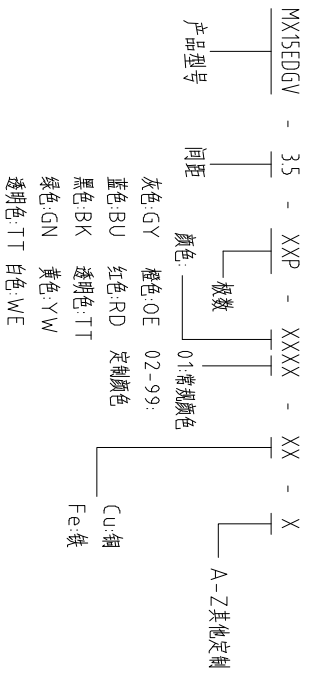 MX15EDGV - 3.5 - XXP - XXXX - XX - X
产品型号
间距
极数
颜色:
灰色:GY 橙色:OE
蓝色:BU 红色:RD
黑色:BK 透明色:TT
绿色:GN 黄色:YW
透明色:TT 白色:WE
01:常规颜色
02-99:
定制颜色
Cu:铜
Fe:铁
A-Z其他定制